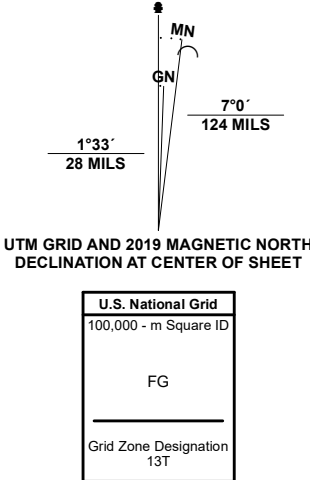 MN
GN
7°0´
124 MILS
1°33´
28 MILS
UTM GRID AND 2019 MAGNETIC NORTH
DECLINATION AT CENTER OF SHEET
U.S. National Grid
100,000 - m Square ID
FG
Grid Zone Designation
13T